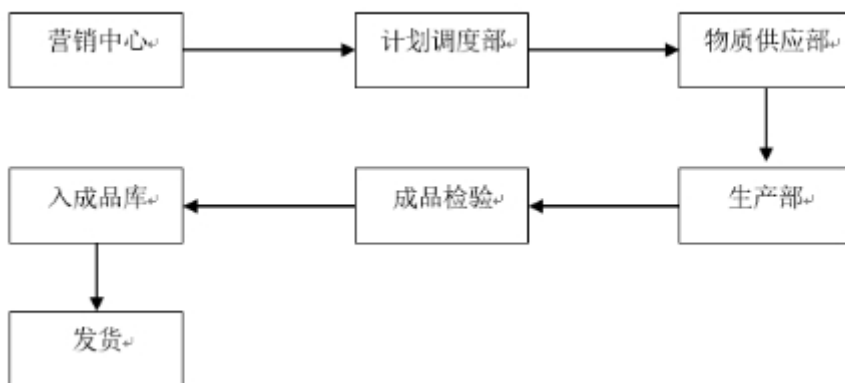 营销中心
计划调度部
物质供应部
生产部
成品检验
入成品库
发货